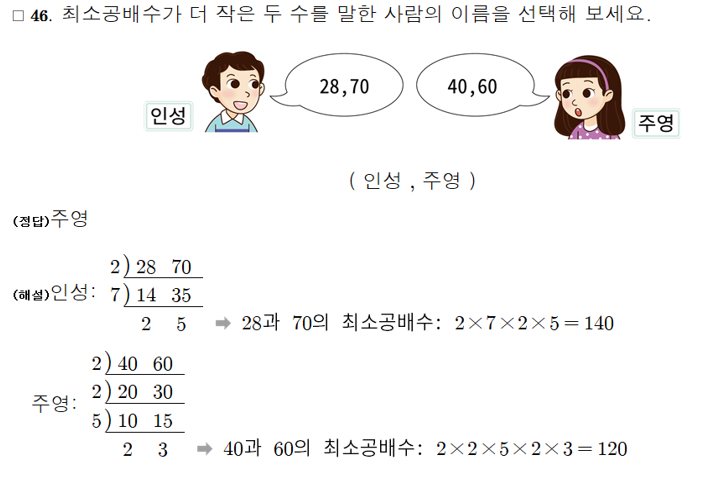 □ 46. 최소공배수가 더 작은 두 수를 말한 사람의 이름을 선택해 보세요.
28,70
40,60
인성
주영
( 인성 , 주영 )
(정답)주영
(해설)인성:
2) 28 70
7) 14 35
2 5 ➡ 28과 70의 최소공배수: 2×7×2×5=140
주영:
2) 40 60
2) 20 30
5) 10 15
2 3 ➡ 40과 60의 최소공배수: 2×2×5×2×3=120